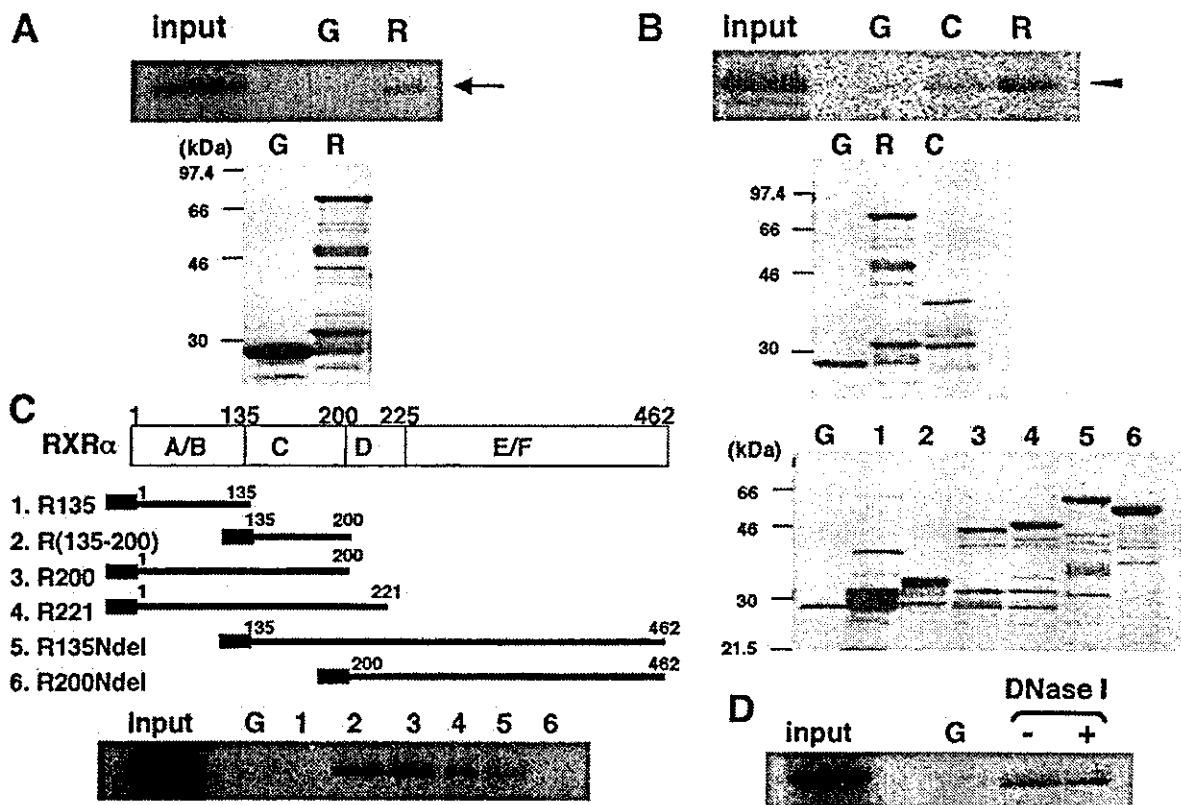 A
input G R
(kDa) G R
97.4
66
46
30
B
input G C R
G R C
97.4
66
46
30
C
1 135 200 225 462
RXRα A/B C D E/F
1. R135
1 135
2. R(135-200)
135 200
3. R200
1 200
4. R221
1 221
5. R135Ndel
135 462
6. R200Ndel
200 462
input G 1 2 3 4 5 6
(kDa) G 1 2 3 4 5 6
66
46
30
21.5
D
DNase I
input G - +